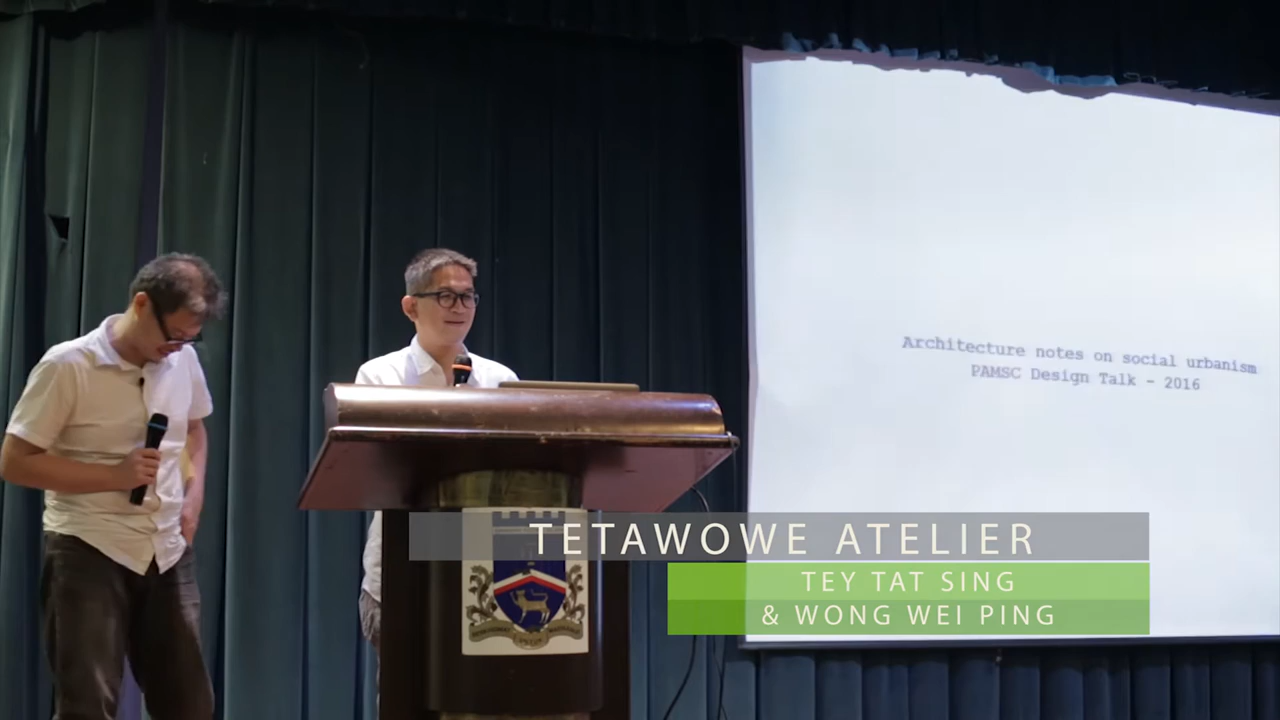 Architecture notes on social urbanism
PAMSC Design Talk - 2016
TETAWOWE ATELIER
TEY TAT SING
& WONG WEI PING